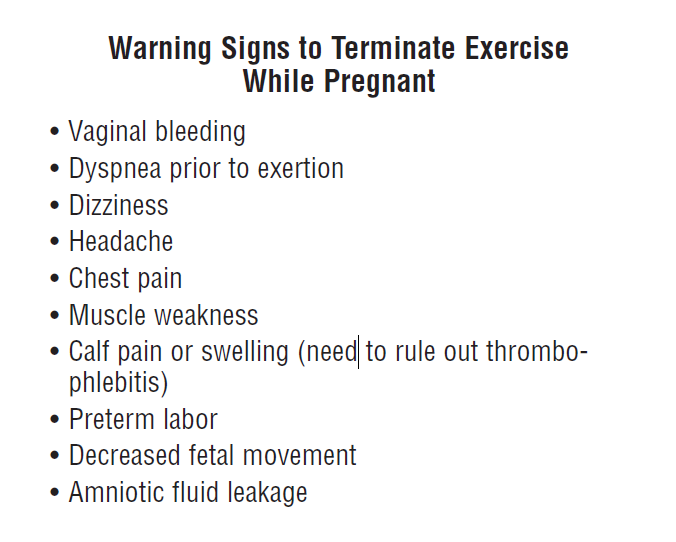 Warning Signs to Terminate Exercise
While Pregnant
• Vaginal bleeding
• Dyspnea prior to exertion
• Dizziness
• Headache
• Chest pain
• Muscle weakness
• Calf pain or swelling (need to rule out thrombo-
phlebitis)
• Preterm labor
• Decreased fetal movement
• Amniotic fluid leakage